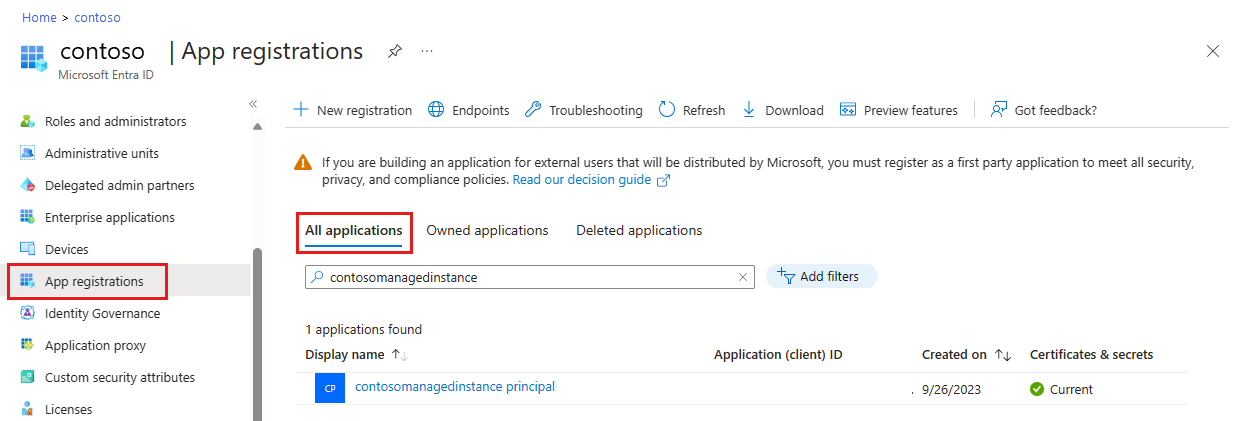 Home > contoso
contoso | App registrations
Microsoft Entra ID
Roles and administrators
Administrative units
Delegated admin partners
Enterprise applications
Devices
App registrations
Identity Governance
Application proxy
Custom security attributes
Licenses
New registration Endpoints Troubleshooting Refresh Download Preview features Got feedback?
If you are building an application for external users that will be distributed by Microsoft, you must register as a first party application to meet all security,
privacy, and compliance policies. Read our decision guide
All applications Owned applications Deleted applications
contosomanagedinstance Add filters
1 applications found
Display name Application (client) ID Created on Certificates & secrets
CP contosomanagedinstance principal . 9/26/2023 Current